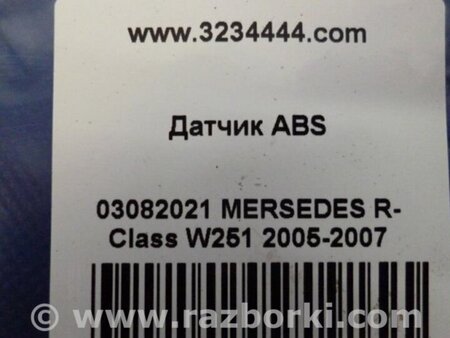 www.3234444.com
Датчик ABS
03082021 MERSEDES R-
Class W251 2005-2007
© www.razborki.com